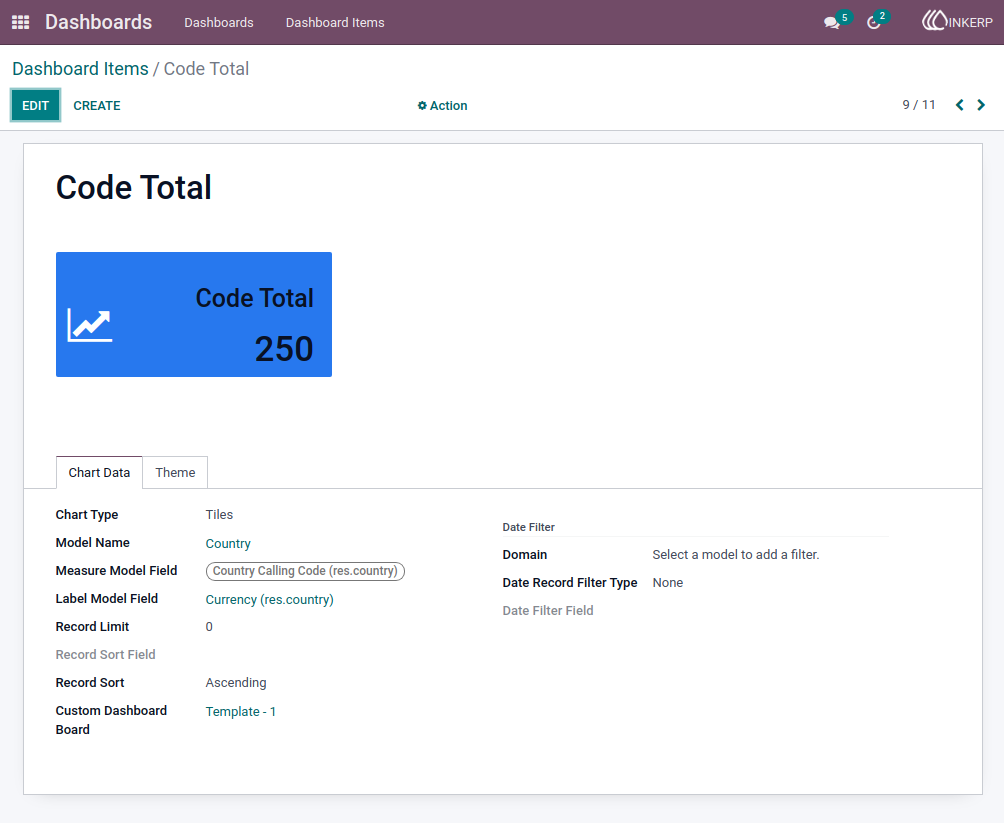 Dashboards Dashboards Dashboard Items 5 2 INKERP
Dashboard Items / Code Total
EDIT CREATE Action 9 / 11
Code Total
Code Total
250
Chart Data Theme
Chart Type Tiles
Model Name Country
Measure Model Field Country Calling Code (res.country)
Label Model Field Currency (res.country)
Record Limit 0
Record Sort Field
Record Sort Ascending
Custom Dashboard Board Template - 1
Date Filter
Domain Select a model to add a filter.
Date Record Filter Type None
Date Filter Field